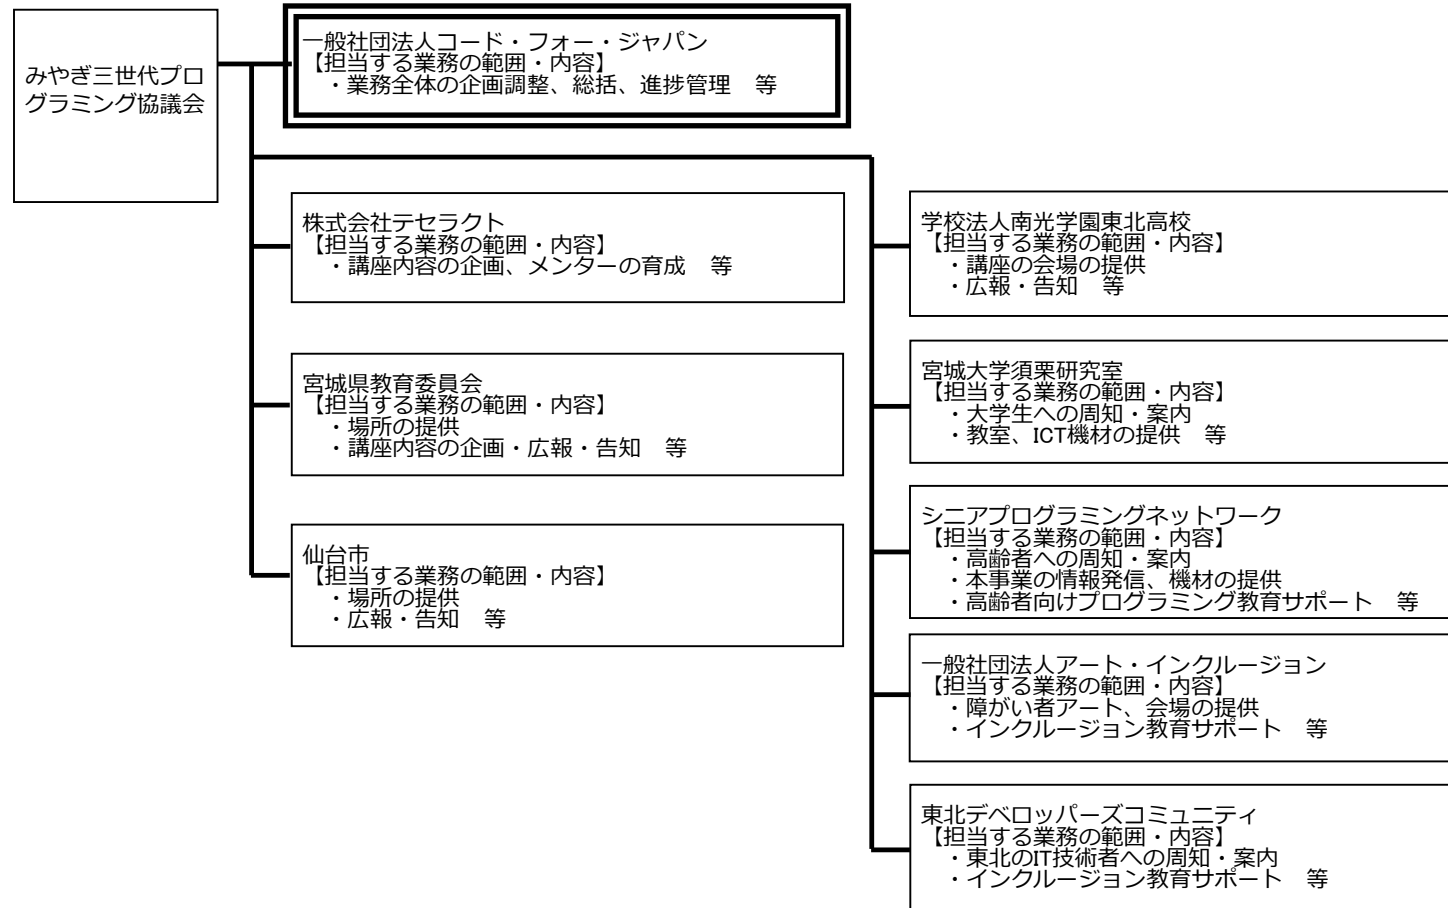 みやぎ三世代プロ
グラミング協議会
一般社団法人コード・フォー・ジャパン
【担当する業務の範囲・内容】
・業務全体の企画調整、総括、進捗管理　等
株式会社テセラクト
【担当する業務の範囲・内容】
・講座内容の企画、メンターの育成　等
宮城県教育委員会
【担当する業務の範囲・内容】
・場所の提供
・講座内容の企画・広報・告知　等
仙台市
【担当する業務の範囲・内容】
・場所の提供
・広報・告知　等
学校法人南光学園東北高校
【担当する業務の範囲・内容】
・講座の会場の提供
・広報・告知　等
宮城大学須栗研究室
【担当する業務の範囲・内容】
・大学生への周知・案内
・教室、ICT機材の提供　等
シニアプログラミングネットワーク
【担当する業務の範囲・内容】
・高齢者への周知・案内
・本事業の情報発信、機材の提供
・高齢者向けプログラミング教育サポート　等
一般社団法人アート・インクルージョン
【担当する業務の範囲・内容】
・障がい者アート、会場の提供
・インクルージョン教育サポート　等
東北デベロッパーズコミュニティ
【担当する業務の範囲・内容】
・東北のIT技術者への周知・案内
・インクルージョン教育サポート　等